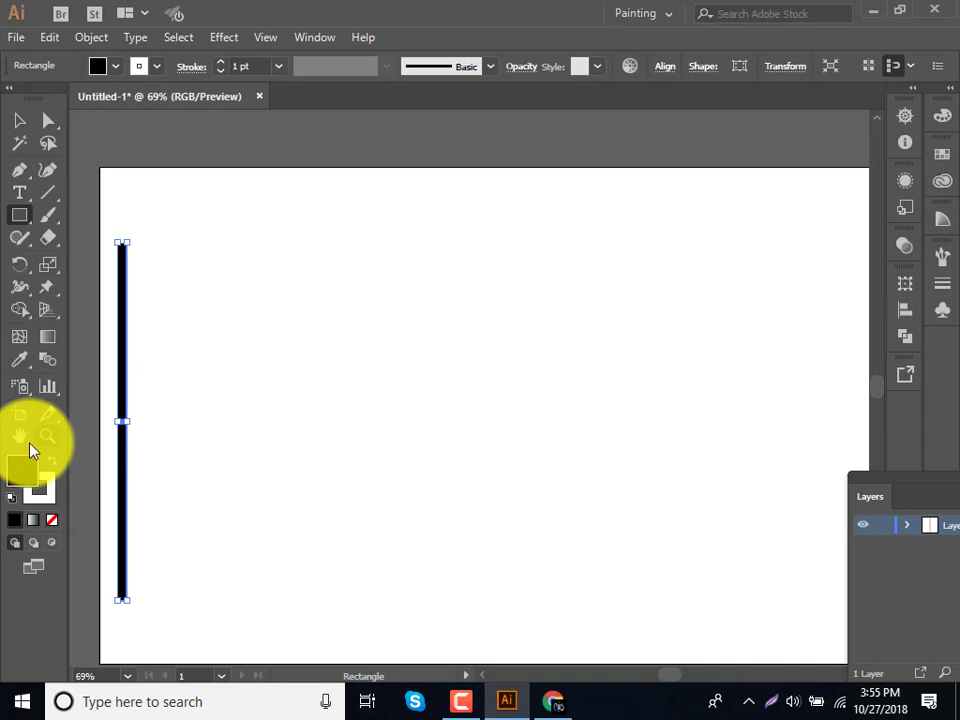 Ai Br St Painting Search Adobe Stock
File Edit Object Type Select Effect View Window Help
Rectangle Stroke: 1 pt Basic Opacity Style: Align Shape: Transform
Untitled-1* @ 69% (RGB/Preview)
T
Layers
Laye
69% 1 Rectangle 1 Layer
Type here to search Ai 3:55 PM
10/27/2018